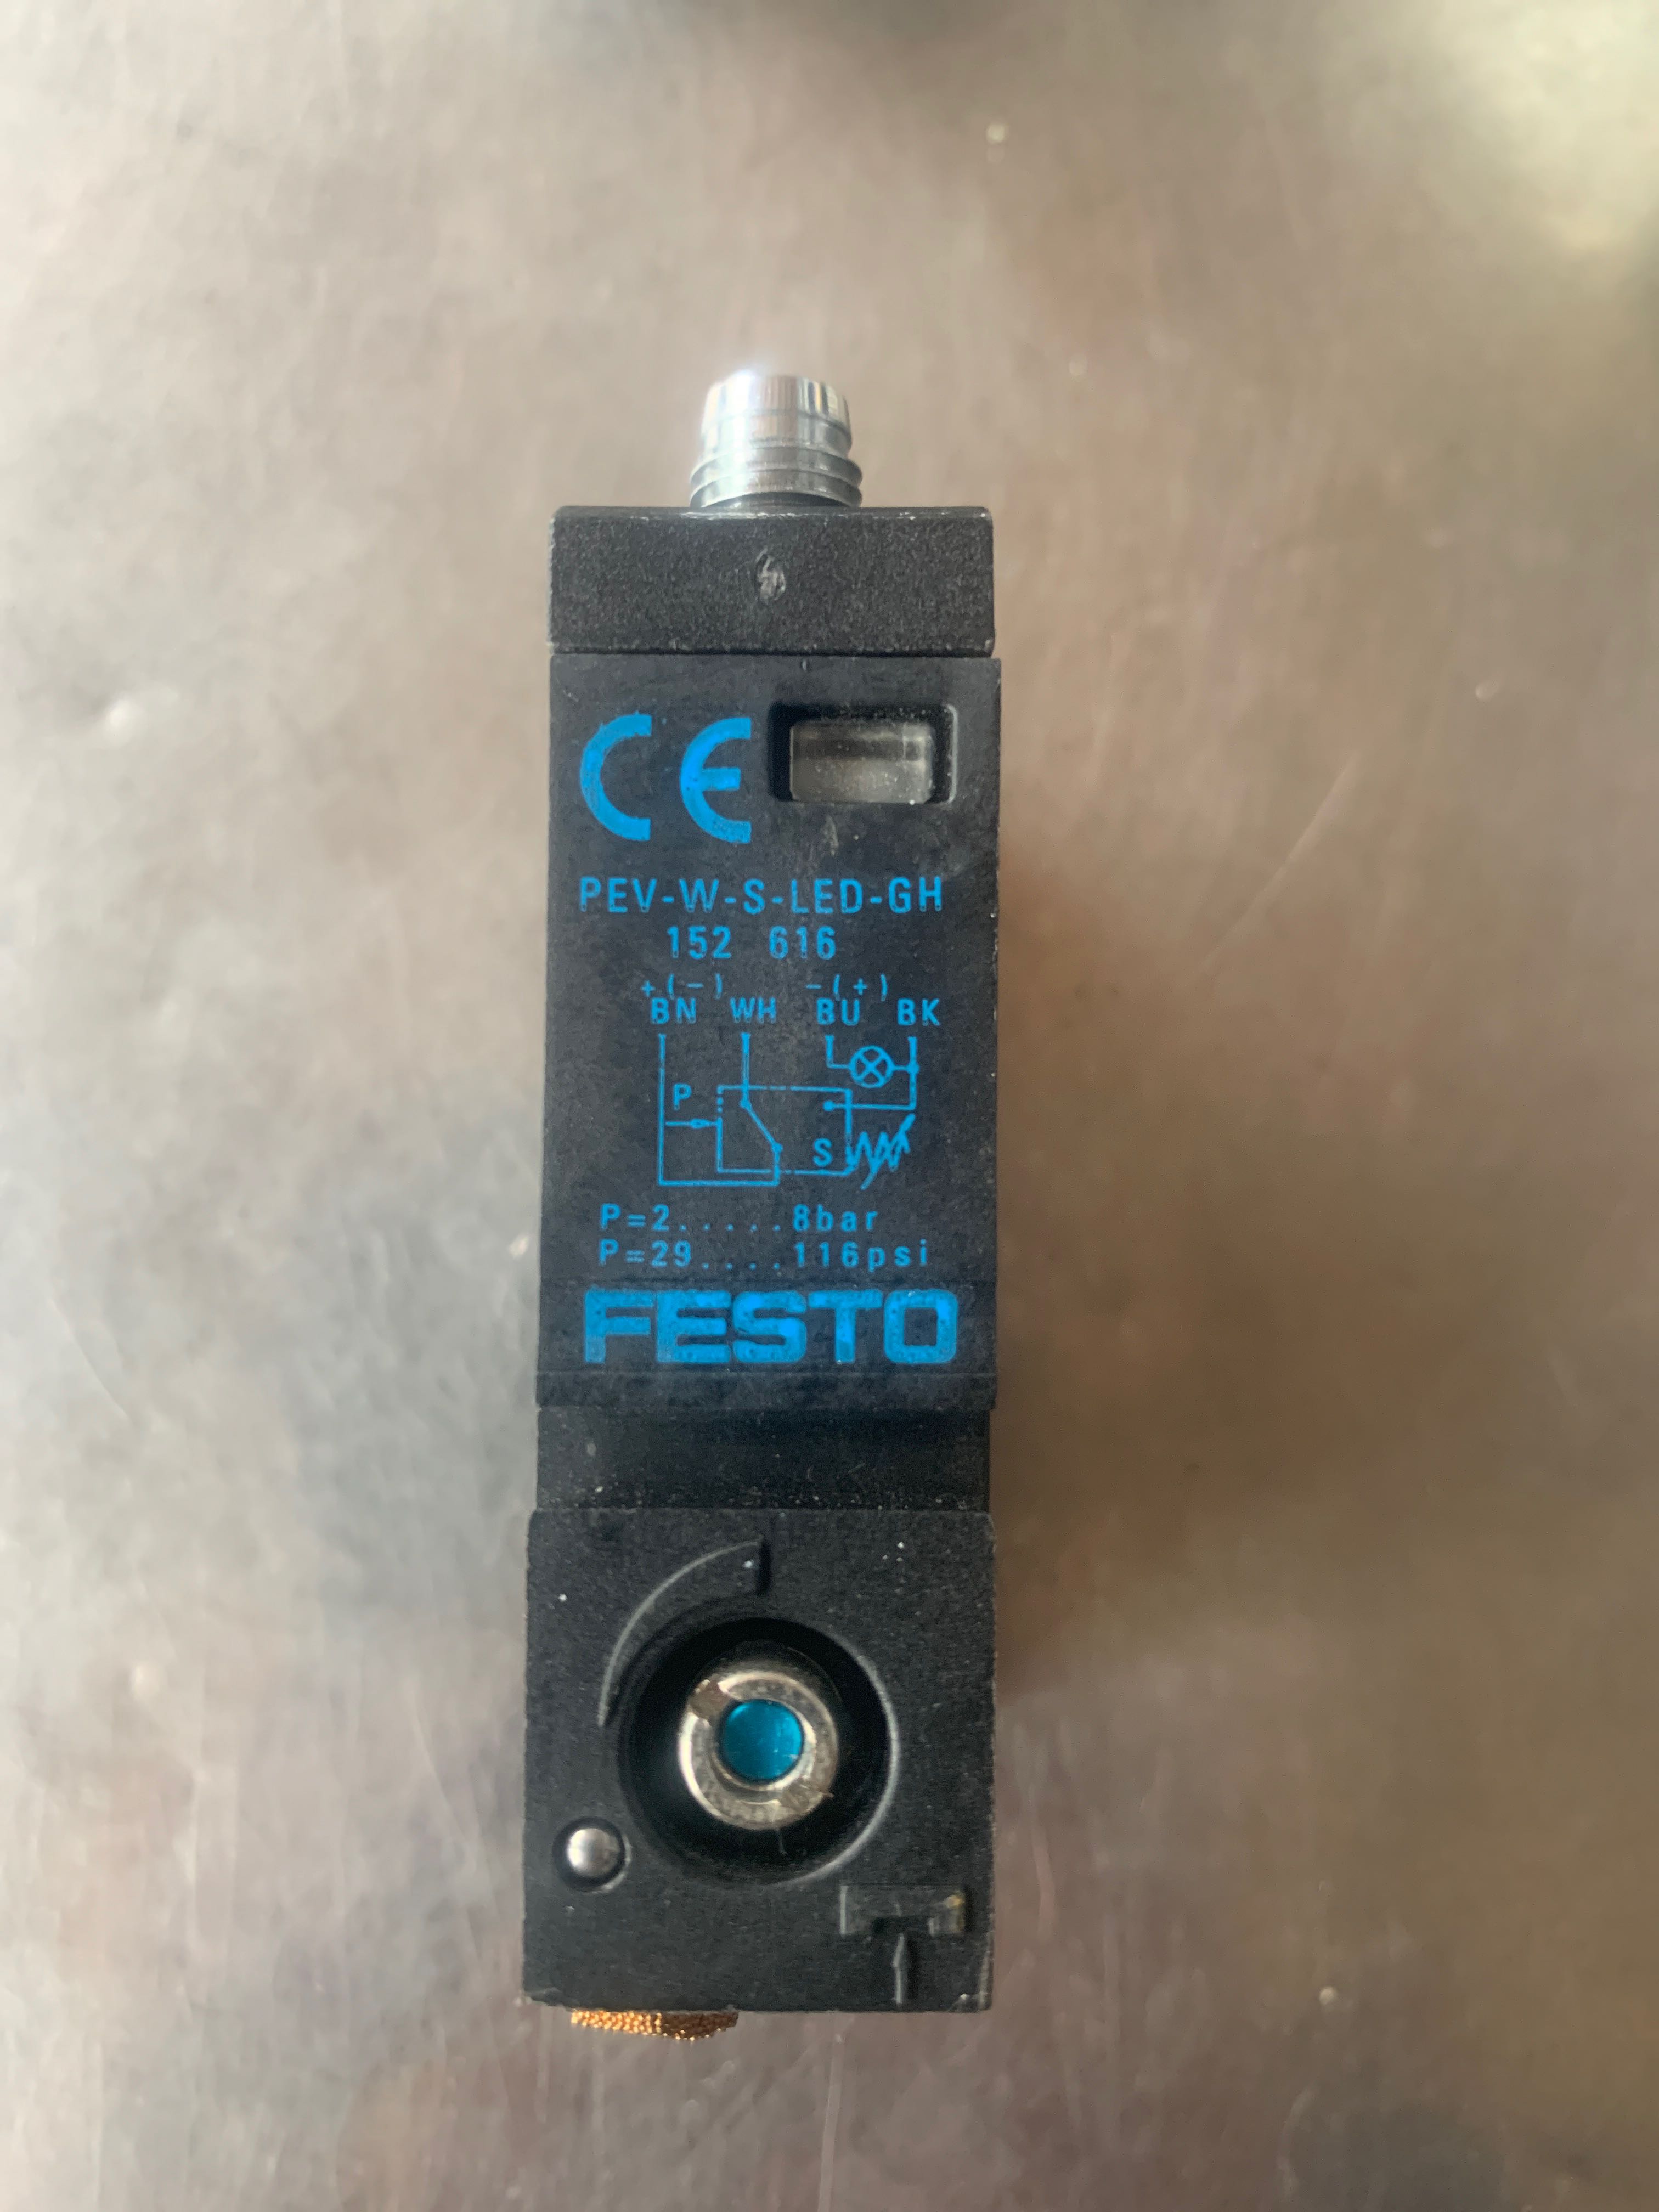 CE
PEV-W-S-LED-GH
152 616
+(-) -(+)
BN WH BU BK
P
S
P=2.....8bar
P=29....116psi
FESTO